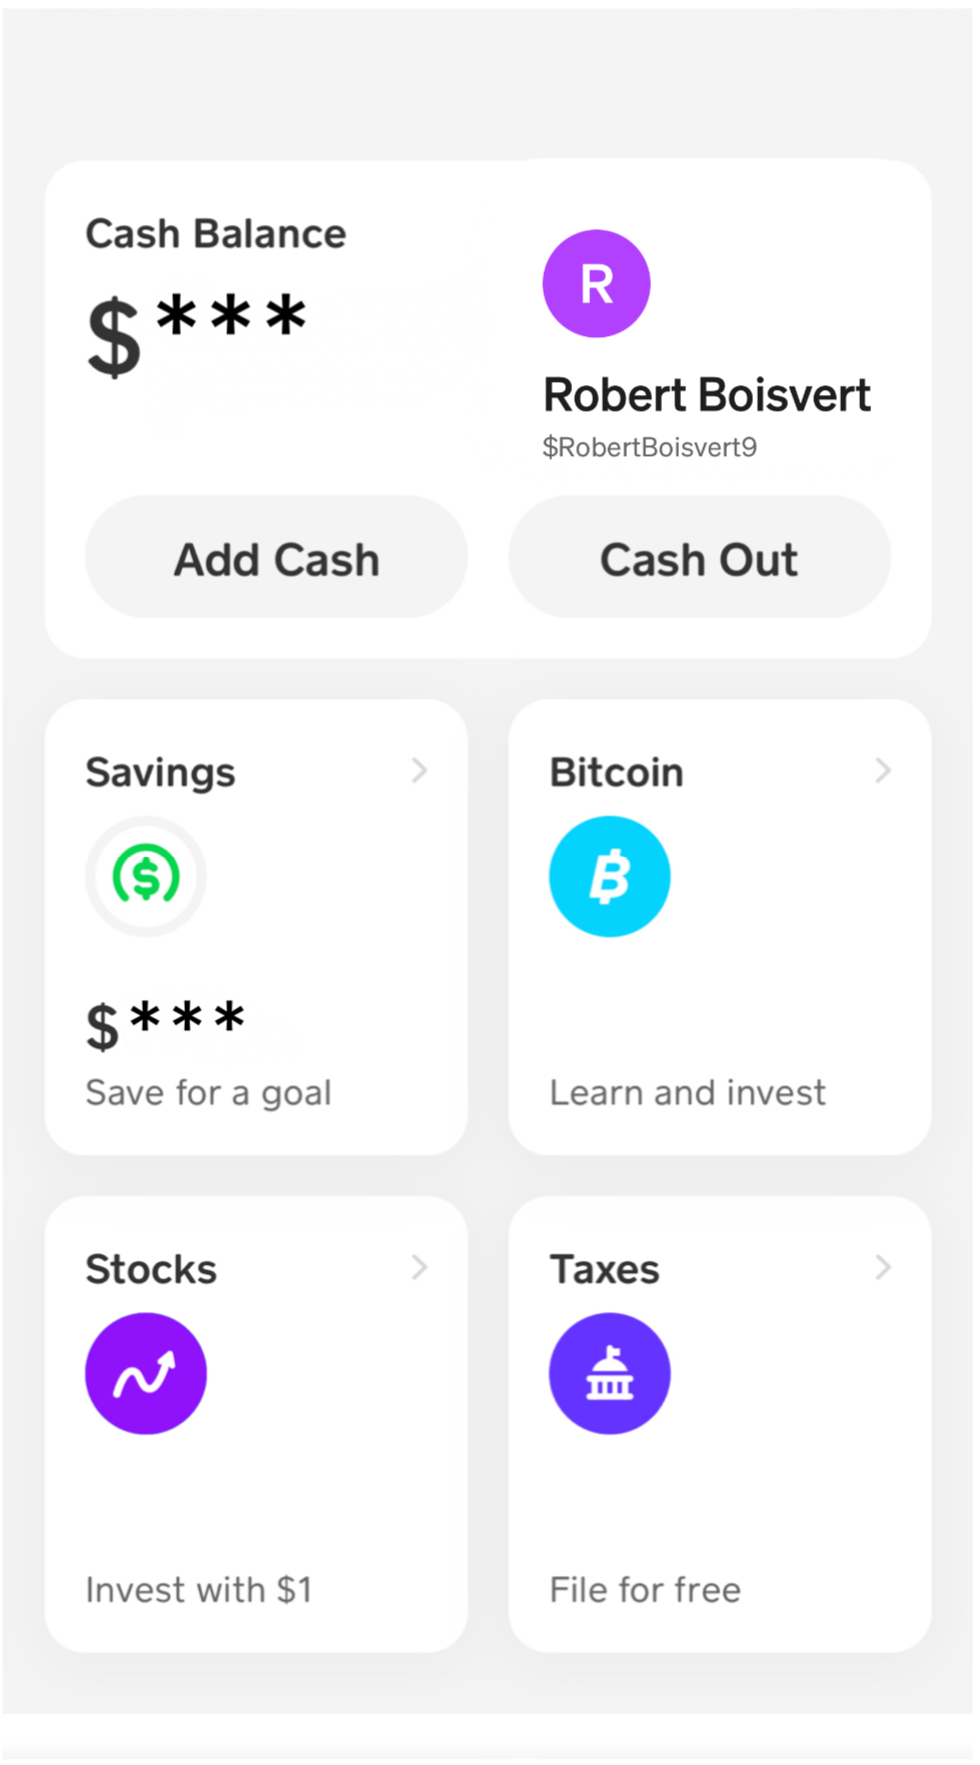 Cash Balance
$***
R
Robert Boisvert
$RobertBoisvert9
Add Cash
Cash Out
Savings
Bitcoin
$
B
$***
Save for a goal
Learn and invest
Stocks
Taxes
Invest with $1
File for free